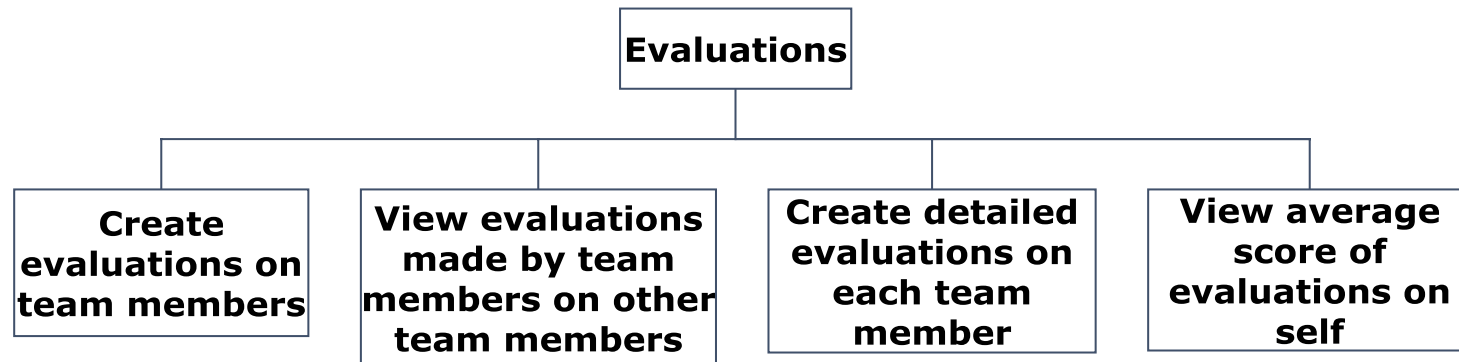 Evaluations
Create
evaluations on
team members
View evaluations
made by team
members on other
team members
Create detailed
evaluations on
each team
member
View average
score of
evaluations on
self